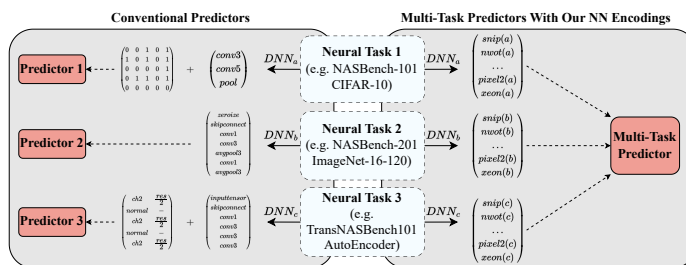 Conventional Predictors
Multi-Task Predictors With Our NN Encodings
Predictor 1
0 0 1 0 1
1 0 1 0 1
0 0 0 0 1
0 1 1 0 1
0 0 0 0 0
+
conv3
conv5
pool
DNN_a
Neural Task 1
(e.g. NASBench-101
CIFAR-10)
DNN_a
snip(a)
nwot(a)
...
pixel2(a)
xeon(a)
Predictor 2
zeroize
skipconnect
conv1
conv3
avgpool3
conv1
avgpool3
DNN_b
Neural Task 2
(e.g. NASBench-201
ImageNet-16-120)
DNN_b
snip(b)
nwot(b)
...
pixel2(b)
xeon(b)
Multi-Task
Predictor
Predictor 3
ch2 res/2
normal –
ch2 res/2
normal –
ch2 res/2
+
inputtensor
skipconnect
conv1
conv3
conv3
conv3
DNN_c
Neural Task 3
(e.g.
TransNASBench101
AutoEncoder)
DNN_c
snip(c)
nwot(c)
...
pixel2(c)
xeon(c)